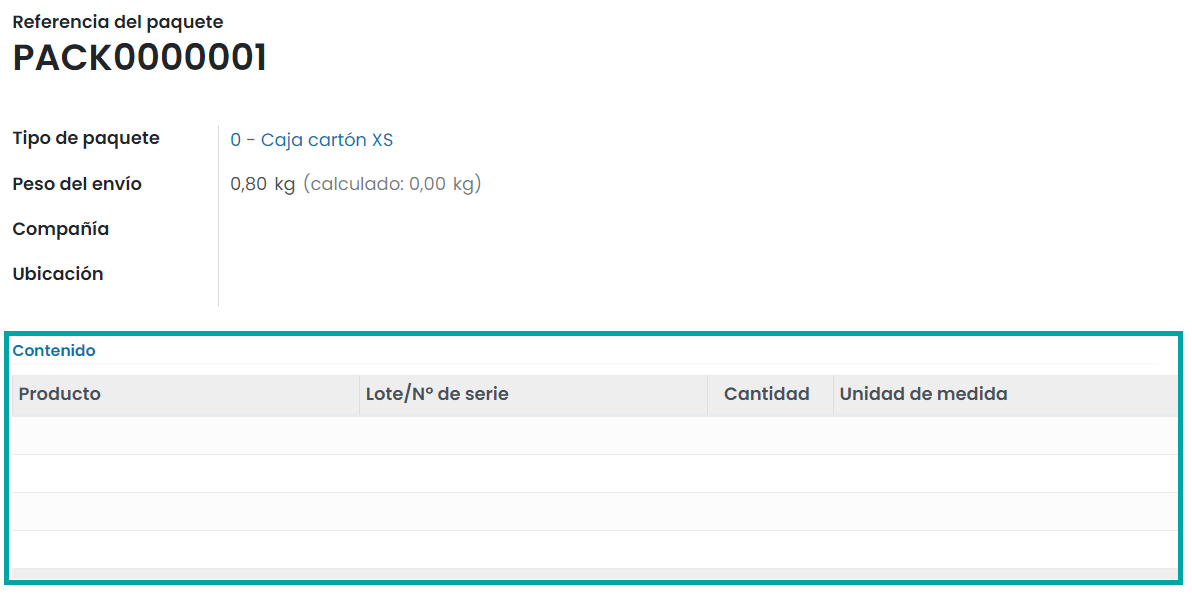 Referencia del paquete
PACK0000001
Tipo de paquete 0 - Caja cartón XS
Peso del envío 0,80 kg (calculado: 0,00 kg)
Compañía
Ubicación
Contenido
Producto Lote/Nº de serie Cantidad Unidad de medida